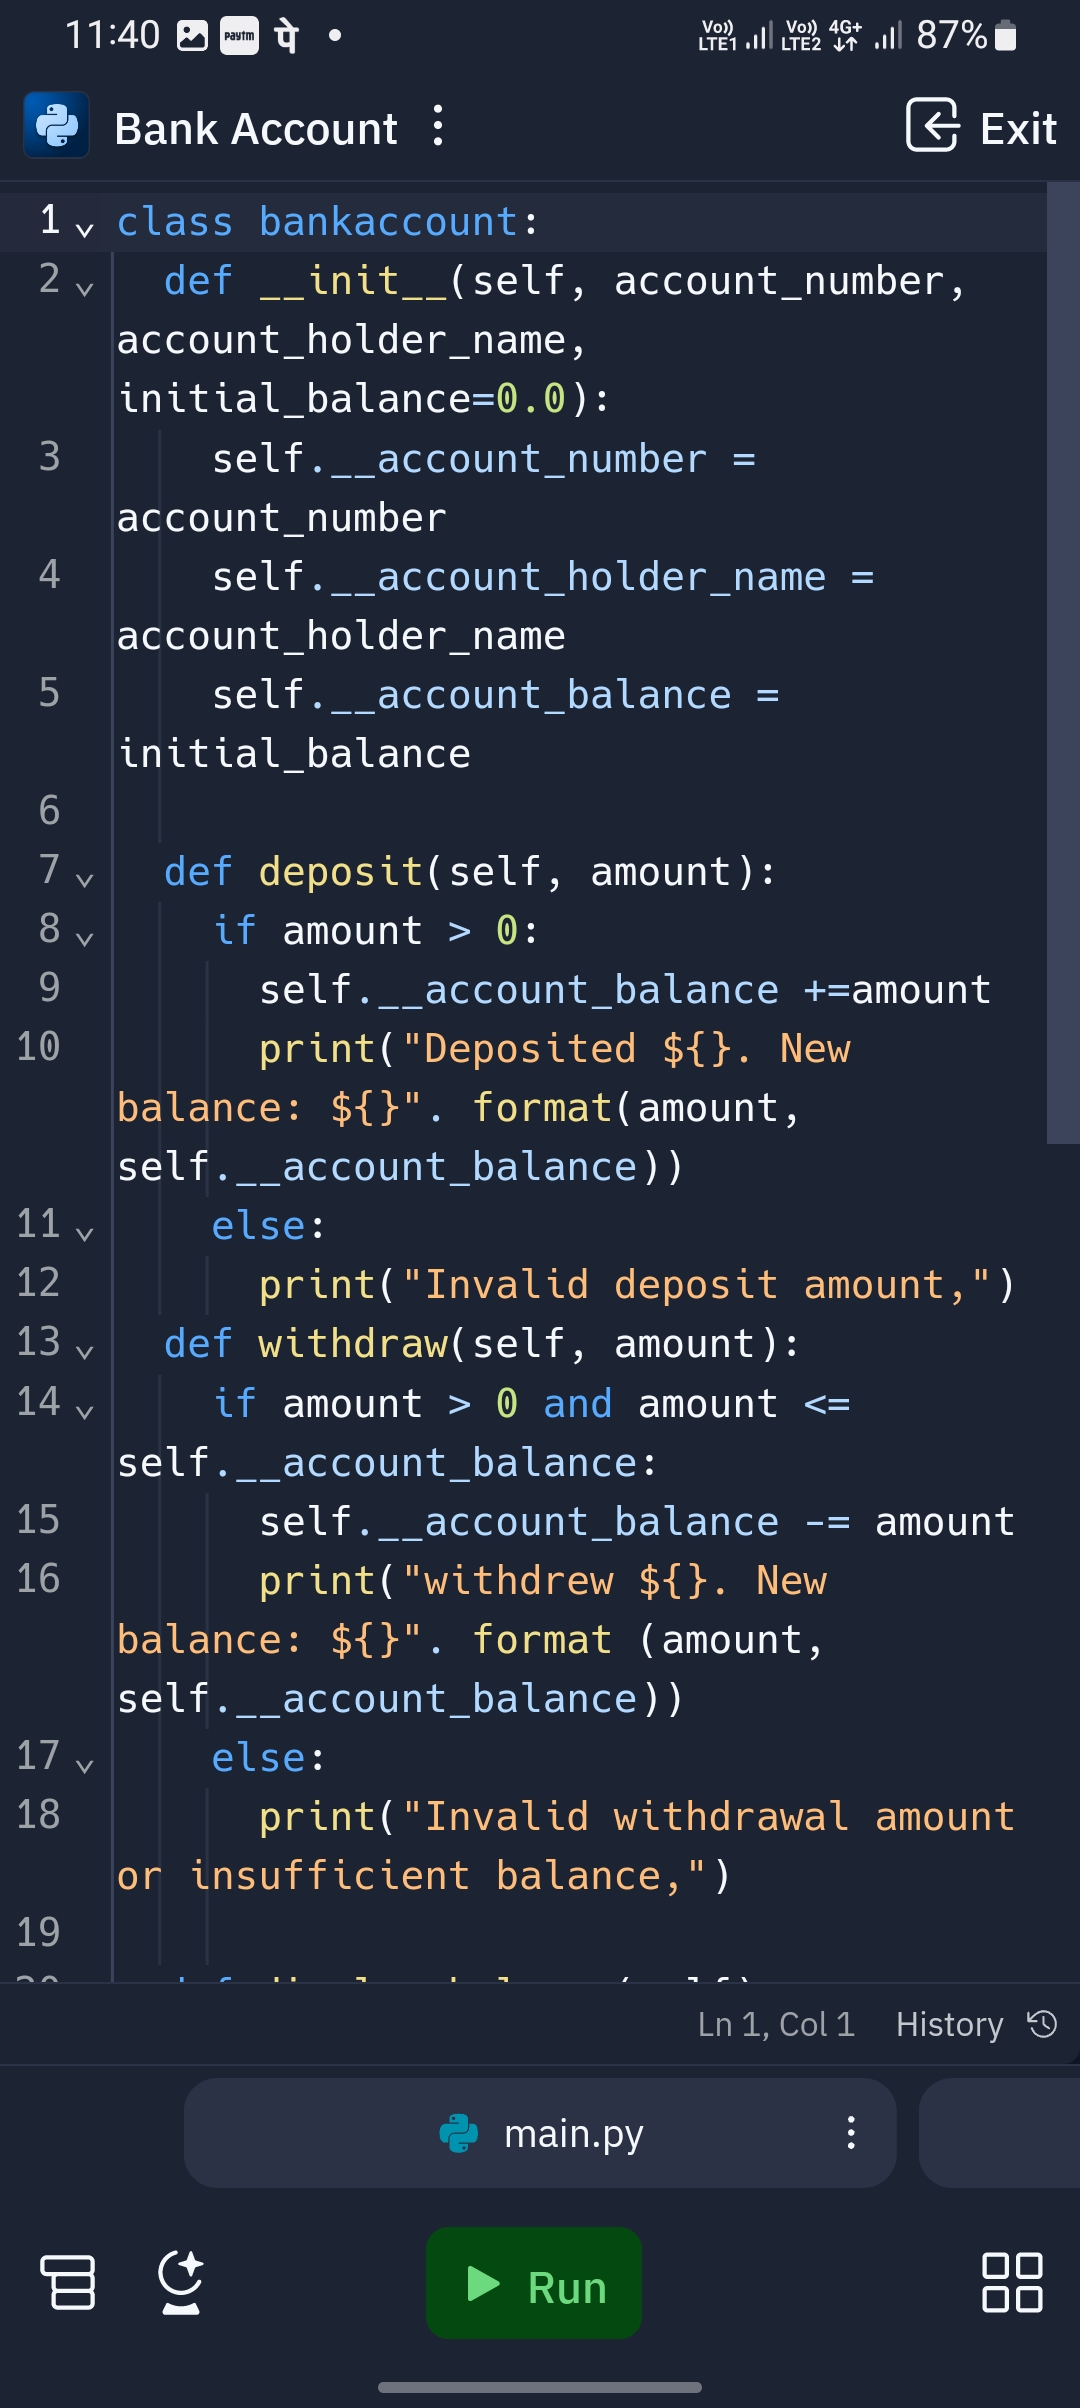 11:40 paytm पे Vo)) LTE1 Vo)) LTE2 4G+ 87%
Bank Account Exit
1 class bankaccount:
2 def __init__(self, account_number,
account_holder_name,
initial_balance=0.0):
3 self.__account_number =
account_number
4 self.__account_holder_name =
account_holder_name
5 self.__account_balance =
initial_balance
6
7 def deposit(self, amount):
8 if amount > 0:
9 self.__account_balance +=amount
10 print("Deposited ${}. New
balance: ${}". format(amount,
self.__account_balance))
11 else:
12 print("Invalid deposit amount,")
13 def withdraw(self, amount):
14 if amount > 0 and amount <=
self.__account_balance:
15 self.__account_balance -= amount
16 print("withdrew ${}. New
balance: ${}". format (amount,
self.__account_balance))
17 else:
18 print("Invalid withdrawal amount
or insufficient balance,")
19
Ln 1, Col 1 History
main.py
Run